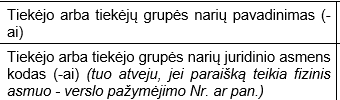 Tiekėjo arba tiekėjų grupės narių pavadinimas (-
ai)
Tiekėjo arba tiekėjo grupės narių juridinio asmens
kodas (-ai) (tuo atveju, jei paraišką teikia fizinis
asmuo - verslo pažymėjimo Nr. ar pan.)